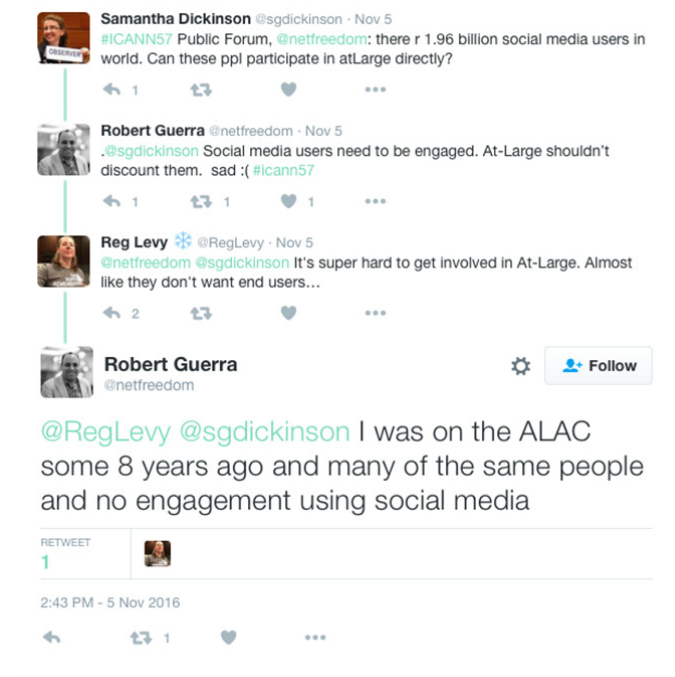 Samantha Dickinson @sgdickinson · Nov 5
#ICANN57 Public Forum, @netfreedom: there r 1.96 billion social media users in
world. Can these ppl participate in atLarge directly?
1
Robert Guerra @netfreedom · Nov 5
.@sgdickinson Social media users need to be engaged. At-Large shouldn't
discount them. sad :( #icann57
1 1 1
Reg Levy @RegLevy · Nov 5
@netfreedom @sgdickinson It's super hard to get involved in At-Large. Almost
like they don't want end users...
2
Robert Guerra
@netfreedom
Follow
@RegLevy @sgdickinson I was on the ALAC
some 8 years ago and many of the same people
and no engagement using social media
RETWEET
1
2:43 PM - 5 Nov 2016
1
OBSERVER